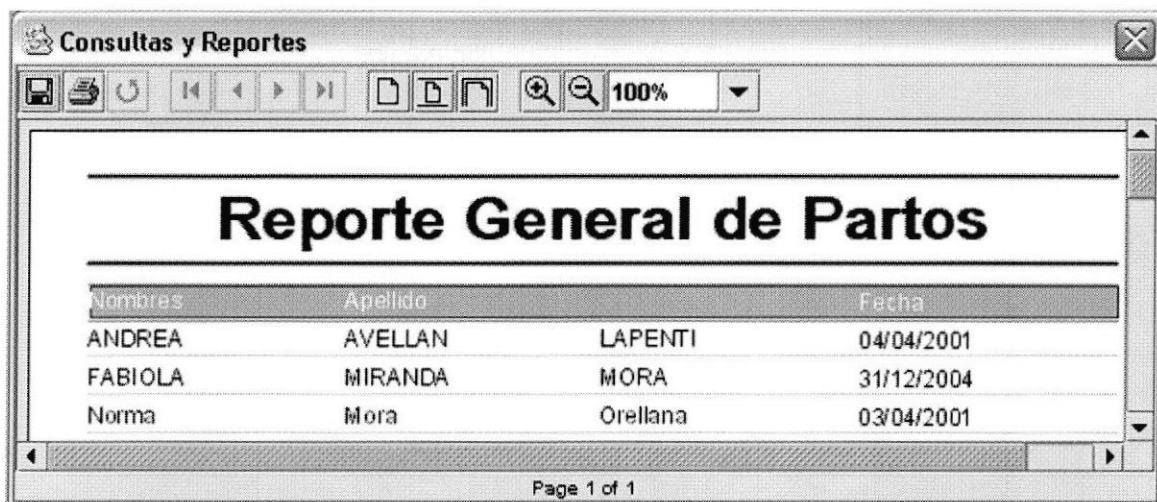 Consultas y Reportes
100%
Reporte General de Partos
Nombres Apellido Fecha
ANDREA AVELLAN LAPENTI 04/04/2001
FABIOLA MIRANDA MORA 31/12/2004
Norma Mora Orellana 03/04/2001
Page 1 of 1